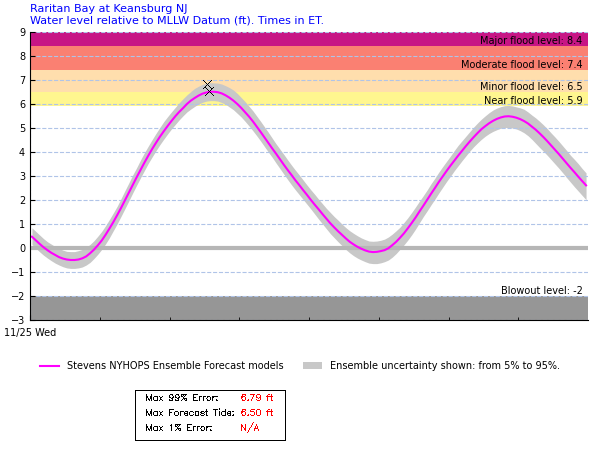 Raritan Bay at Keansburg NJ
Water level relative to MLLW Datum (ft). Times in ET.
9
Major flood level: 8.4
8
Moderate flood level: 7.4
7
Minor flood level: 6.5
Near flood level: 5.9
6
5
4
3
2
1
0
−1
Blowout level: -2
−2
−3
11/25 Wed
Stevens NYHOPS Ensemble Forecast models
Ensemble uncertainty shown: from 5% to 95%.
Max 99% Error: 6.79 ft
Max Forecast Tide: 6.50 ft
Max 1% Error: N/A